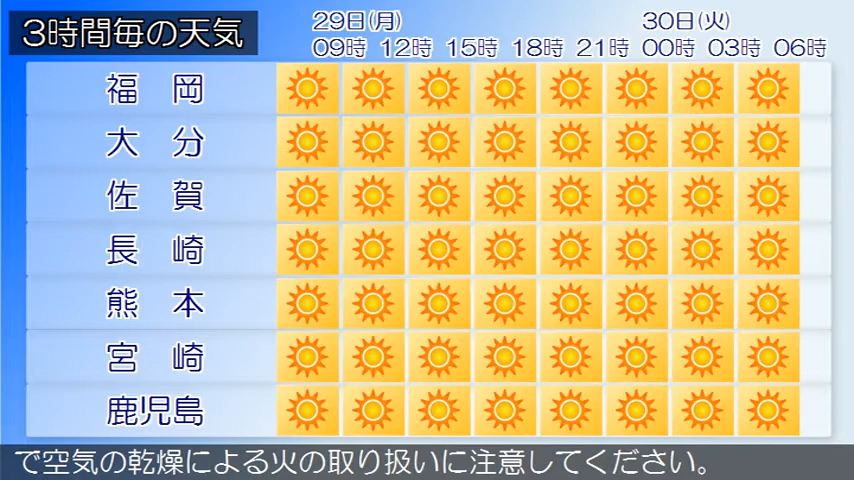 3時間毎の天気
29日(月) 30日(火)
09時 12時 15時 18時 21時 00時 03時 06時
福岡
大分
佐賀
長崎
熊本
宮崎
鹿児島
で空気の乾燥による火の取り扱いに注意してください。